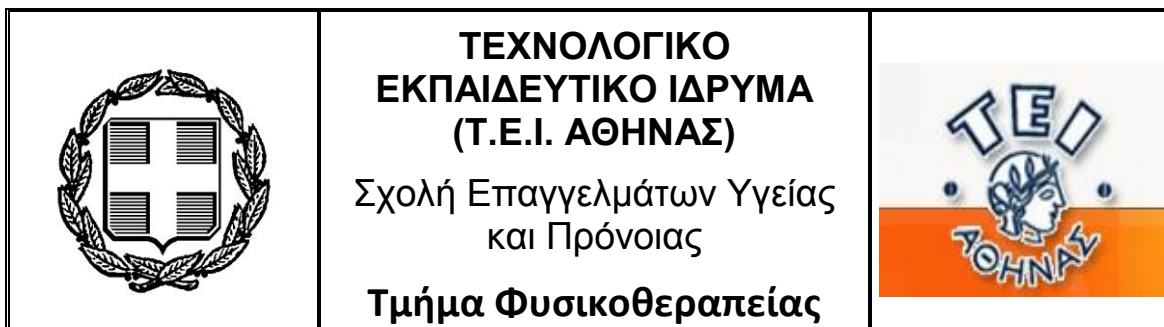 ΤΕΧΝΟΛΟΓΙΚΟ
ΕΚΠΑΙΔΕΥΤΙΚΟ ΙΔΡΥΜΑ
(Τ.Ε.Ι. ΑΘΗΝΑΣ)
Σχολή Επαγγελμάτων Υγείας
και Πρόνοιας
Τμήμα Φυσικοθεραπείας
ΤΕΙ
ΑΘΗΝΑΣ